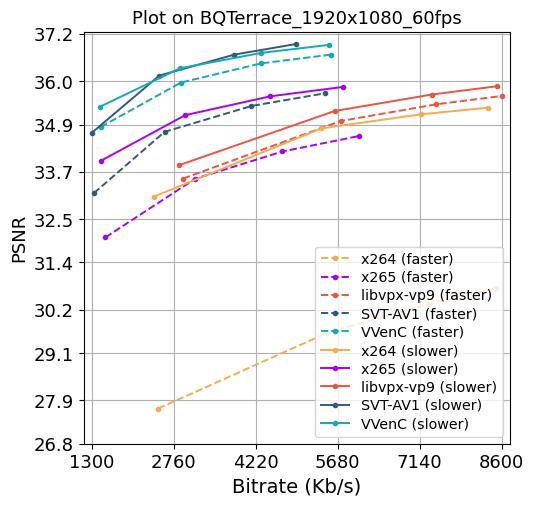 Plot on BQTerrace_1920x1080_60fps
37.2
36.0
34.9
33.7
32.5
31.4
30.2
29.1
27.9
26.8
PSNR
x264 (faster)
x265 (faster)
libvpx-vp9 (faster)
SVT-AV1 (faster)
VVenC (faster)
x264 (slower)
x265 (slower)
libvpx-vp9 (slower)
SVT-AV1 (slower)
VVenC (slower)
1300 2760 4220 5680 7140 8600
Bitrate (Kb/s)